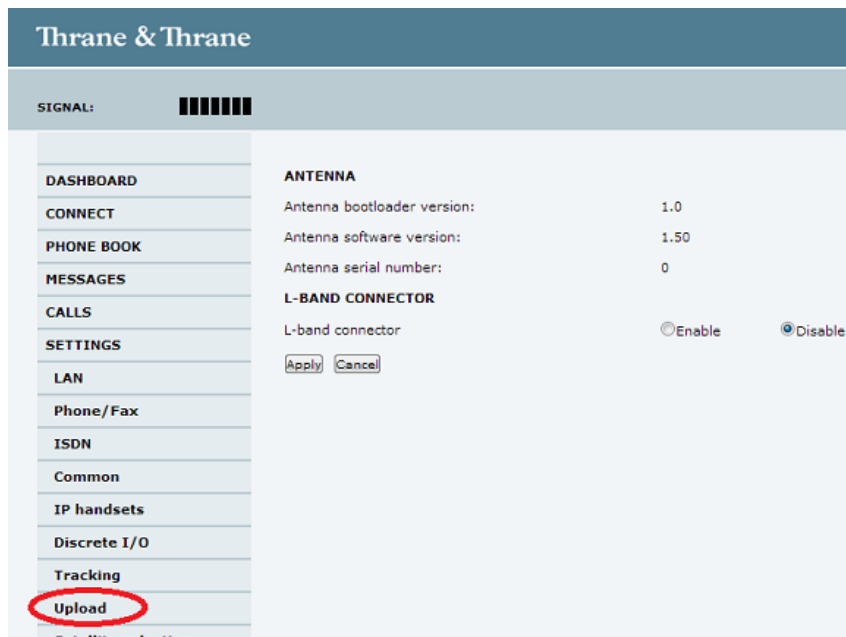 Thrane & Thrane
SIGNAL:
DASHBOARD
CONNECT
PHONE BOOK
MESSAGES
CALLS
SETTINGS
LAN
Phone/Fax
ISDN
Common
IP handsets
Discrete I/O
Tracking
Upload
ANTENNA
Antenna bootloader version: 1.0
Antenna software version: 1.50
Antenna serial number: 0
L-BAND CONNECTOR
L-band connector Enable Disable
Apply Cancel